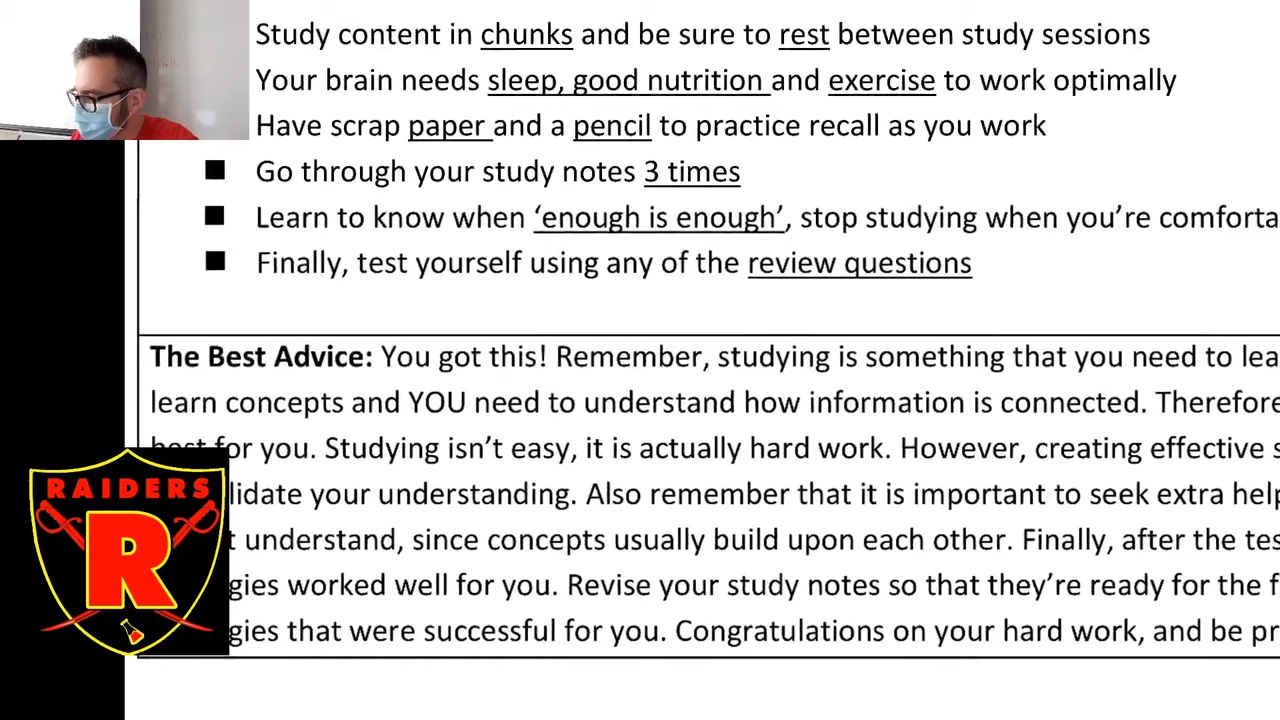 Study content in chunks and be sure to rest between study sessions
Your brain needs sleep, good nutrition and exercise to work optimally
Have scrap paper and a pencil to practice recall as you work
Go through your study notes 3 times
Learn to know when ‘enough is enough’, stop studying when you’re
Finally, test yourself using any of the review questions
The Best Advice: You got this! Remember, studying is something that you need to
learn concepts and YOU need to understand how information is connected. Therefore
for you. Studying isn’t easy, it is actually hard work. However, creating effective
your understanding. Also remember that it is important to seek extra help
understand, since concepts usually build upon each other. Finally, after the
worked well for you. Revise your study notes so that they’re ready for the
that were successful for you. Congratulations on your hard work, and be
RAIDERS
R